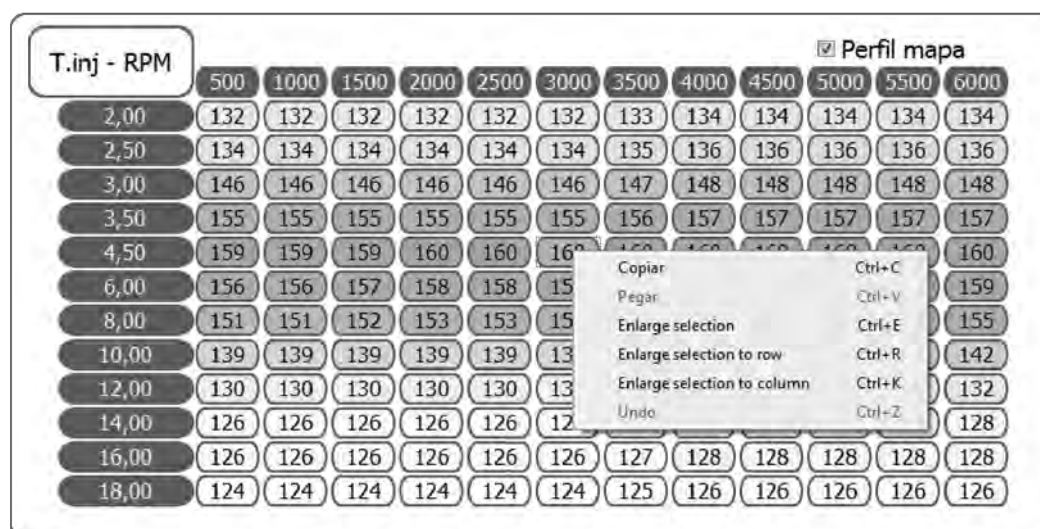 T.inj - RPM
Perfil mapa
500 1000 1500 2000 2500 3000 3500 4000 4500 5000 5500 6000
2,00 132 132 132 132 132 132 133 134 134 134 134 134
2,50 134 134 134 134 134 134 135 136 136 136 136 136
3,00 146 146 146 146 146 146 147 148 148 148 148 148
3,50 155 155 155 155 155 155 156 157 157 157 157 157
4,50 159 159 159 160 160 160
6,00 156 156 157 158 158 159
8,00 151 151 152 153 153 155
10,00 139 139 139 139 139 142
12,00 130 130 130 130 130 132
14,00 126 126 126 126 126 128
16,00 126 126 126 126 126 126 127 128 128 128 128 128
18,00 124 124 124 124 124 124 125 126 126 126 126 126
Copiar Ctrl+C
Pegar Ctrl+V
Enlarge selection Ctrl+E
Enlarge selection to row Ctrl+R
Enlarge selection to column Ctrl+K
Undo Ctrl+Z